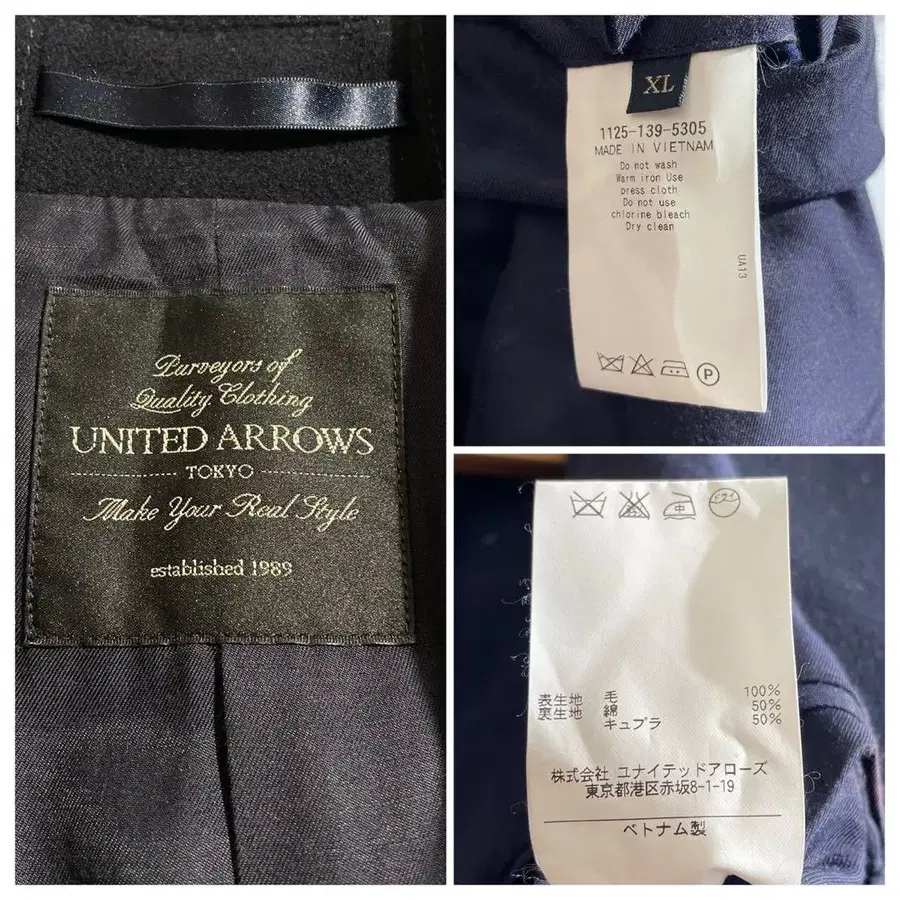 Purveyors of
Quality Clothing
UNITED ARROWS
TOKYO
Make Your Real Style
established 1989
XL
1125-139-5305
MADE IN VIETNAM
Do not wash
Warm iron Use
press cloth
Do not use
chlorine bleach
Dry clean
UA13
P
中 ドライ
表生地 毛 100%
裏生地 綿 50%
キュプラ 50%
株式会社 ユナイテッドアローズ
東京都港区赤坂8-1-19
ベトナム製